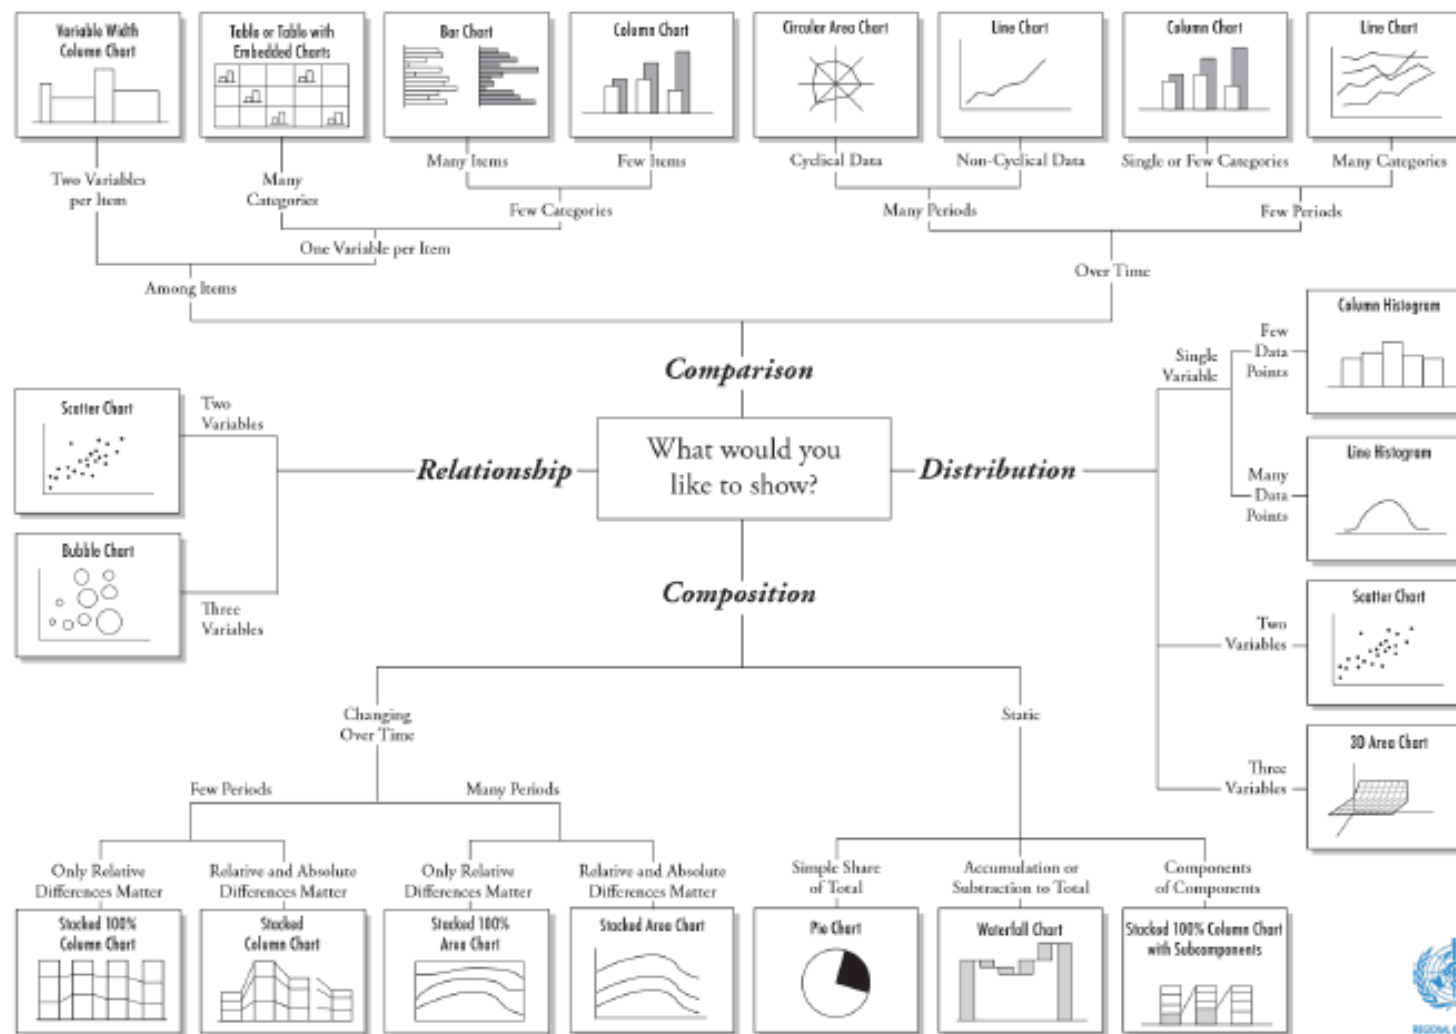 Variable Width
Column Chart
Table or Table with
Embedded Charts
Bar Chart
Column Chart
Circular Area Chart
Line Chart
Column Chart
Line Chart
Two Variables
per Item
Many
Categories
Many Items
Few Items
Cyclical Data
Non-Cyclical Data
Single or Few Categories
Many Categories
Few Categories
Many Periods
Few Periods
One Variable per Item
Among Items
Over Time
Comparison
What would you
like to show?
Relationship
Two
Variables
Scatter Chart
Three
Variables
Bubble Chart
Distribution
Single
Variable
Few
Data
Points
Column Histogram
Many
Data
Points
Line Histogram
Two
Variables
Scatter Chart
Three
Variables
3D Area Chart
Composition
Changing
Over Time
Static
Few Periods
Many Periods
Only Relative
Differences Matter
Relative and Absolute
Differences Matter
Only Relative
Differences Matter
Relative and Absolute
Differences Matter
Simple Share
of Total
Accumulation or
Subtraction to Total
Components
of Components
Stacked 100%
Column Chart
Stacked
Column Chart
Stacked 100%
Area Chart
Stacked Area Chart
Pie Chart
Waterfall Chart
Stacked 100% Column Chart
with Subcomponents
REGIONAL